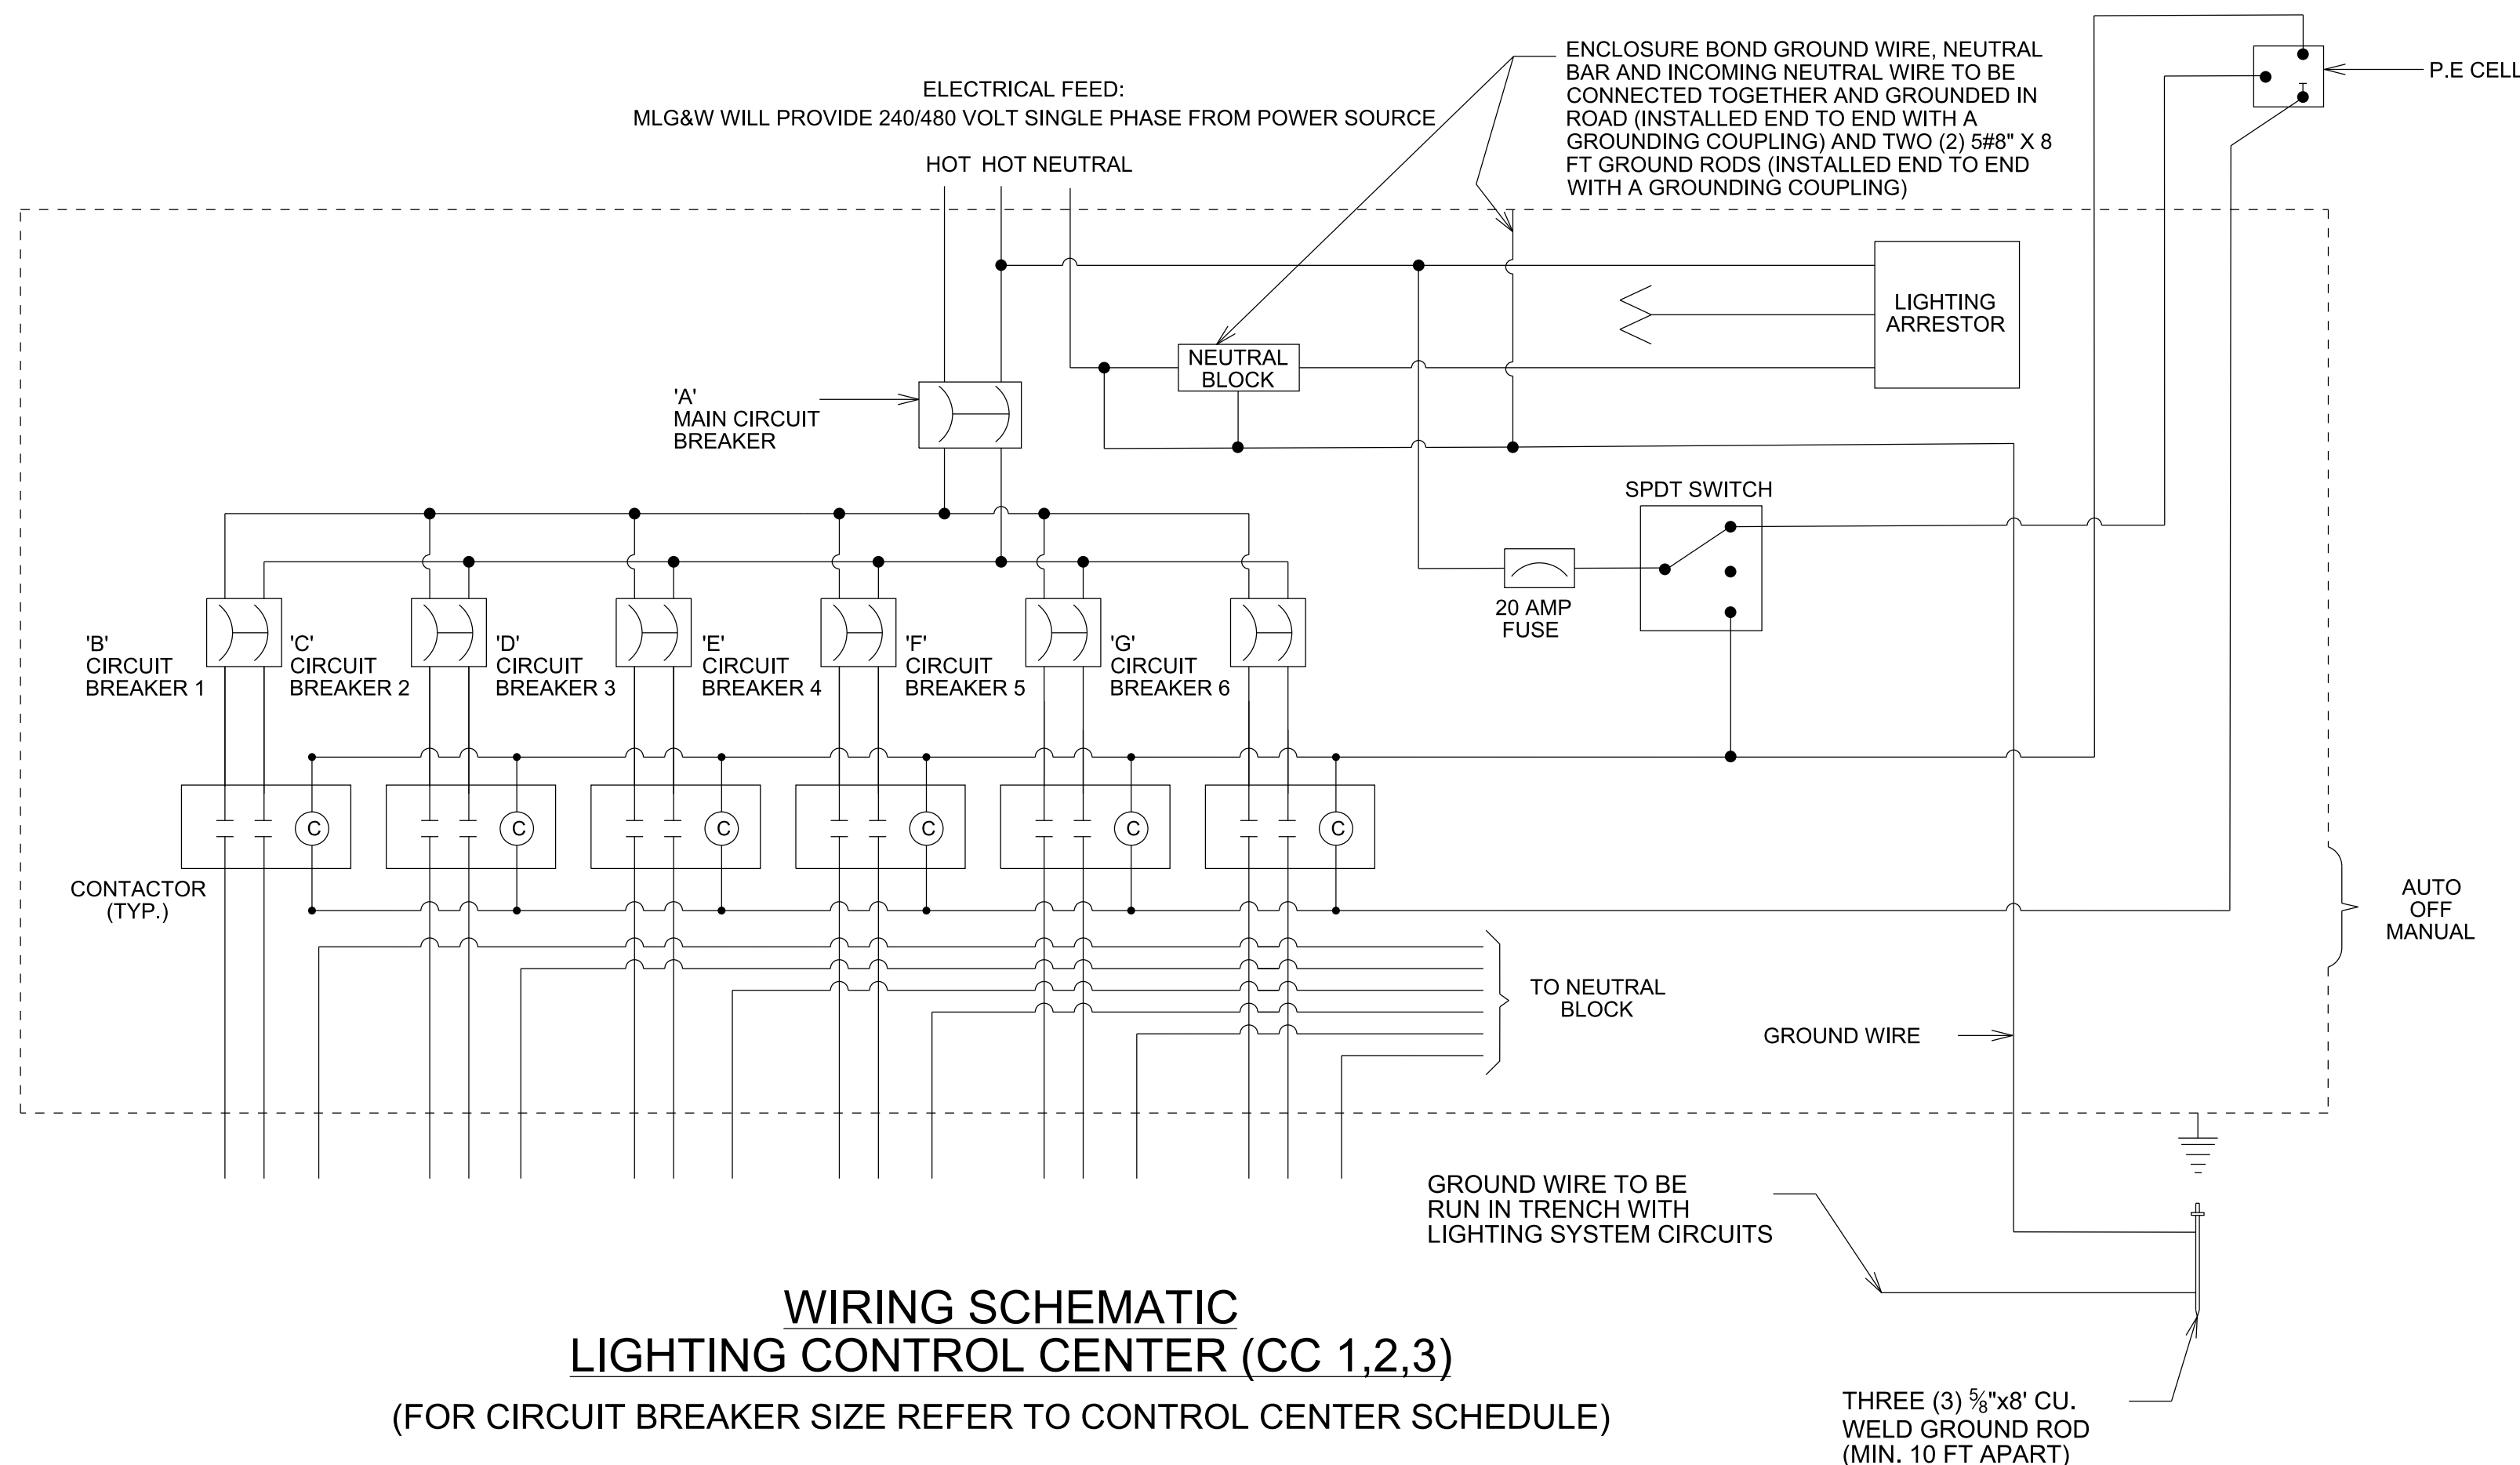 ELECTRICAL FEED:
MLG&W WILL PROVIDE 240/480 VOLT SINGLE PHASE FROM POWER SOURCE
HOT HOT NEUTRAL
ENCLOSURE BOND GROUND WIRE, NEUTRAL
BAR AND INCOMING NEUTRAL WIRE TO BE
CONNECTED TOGETHER AND GROUNDED IN
ROAD (INSTALLED END TO END WITH A
GROUNDING COUPLING) AND TWO (2) 5#8" X 8
FT GROUND RODS (INSTALLED END TO END
WITH A GROUNDING COUPLING)
P.E CELL
LIGHTING
ARRESTOR
NEUTRAL
BLOCK
'A'
MAIN CIRCUIT
BREAKER
SPDT SWITCH
20 AMP
FUSE
'B'
CIRCUIT
BREAKER 1
'C'
CIRCUIT
BREAKER 2
'D'
CIRCUIT
BREAKER 3
'E'
CIRCUIT
BREAKER 4
'F'
CIRCUIT
BREAKER 5
'G'
CIRCUIT
BREAKER 6
C
C
C
C
C
C
CONTACTOR
(TYP.)
AUTO
OFF
MANUAL
TO NEUTRAL
BLOCK
GROUND WIRE
GROUND WIRE TO BE
RUN IN TRENCH WITH
LIGHTING SYSTEM CIRCUITS
WIRING SCHEMATIC
LIGHTING CONTROL CENTER (CC 1,2,3)
(FOR CIRCUIT BREAKER SIZE REFER TO CONTROL CENTER SCHEDULE)
THREE (3) ⅝"x8' CU.
WELD GROUND ROD
(MIN. 10 FT APART)